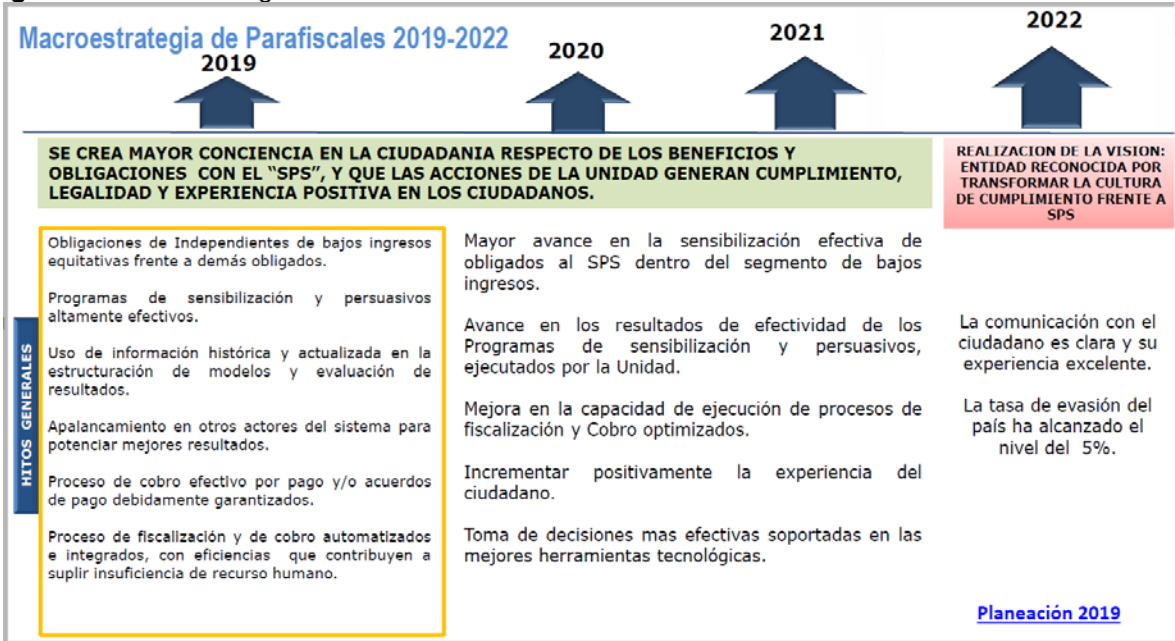 Macroestrategia de Parafiscales 2019-2022
2019
2020
2021
2022
SE CREA MAYOR CONCIENCIA EN LA CIUDADANIA RESPECTO DE LOS BENEFICIOS Y
OBLIGACIONES CON EL “SPS”, Y QUE LAS ACCIONES DE LA UNIDAD GENERAN CUMPLIMIENTO,
LEGALIDAD Y EXPERIENCIA POSITIVA EN LOS CIUDADANOS.
REALIZACION DE LA VISION:
ENTIDAD RECONOCIDA POR
TRANSFORMAR LA CULTURA
DE CUMPLIMIENTO FRENTE A
SPS
HITOS GENERALES
Obligaciones de Independientes de bajos ingresos
equitativas frente a demás obligados.
Programas de sensibilización y persuasivos
altamente efectivos.
Uso de información histórica y actualizada en la
estructuración de modelos y evaluación de
resultados.
Apalancamiento en otros actores del sistema para
potenciar mejores resultados.
Proceso de cobro efectivo por pago y/o acuerdos
de pago debidamente garantizados.
Proceso de fiscalización y de cobro automatizados
e integrados, con eficiencias que contribuyen a
suplir insuficiencia de recurso humano.
Mayor avance en la sensibilización efectiva de
obligados al SPS dentro del segmento de bajos
ingresos.
Avance en los resultados de efectividad de los
Programas de sensibilización y persuasivos,
ejecutados por la Unidad.
Mejora en la capacidad de ejecución de procesos de
fiscalización y Cobro optimizados.
Incrementar positivamente la experiencia del
ciudadano.
Toma de decisiones mas efectivas soportadas en las
mejores herramientas tecnológicas.
La comunicación con el
ciudadano es clara y su
experiencia excelente.
La tasa de evasión del
país ha alcanzado el
nivel del 5%.
Planeación 2019